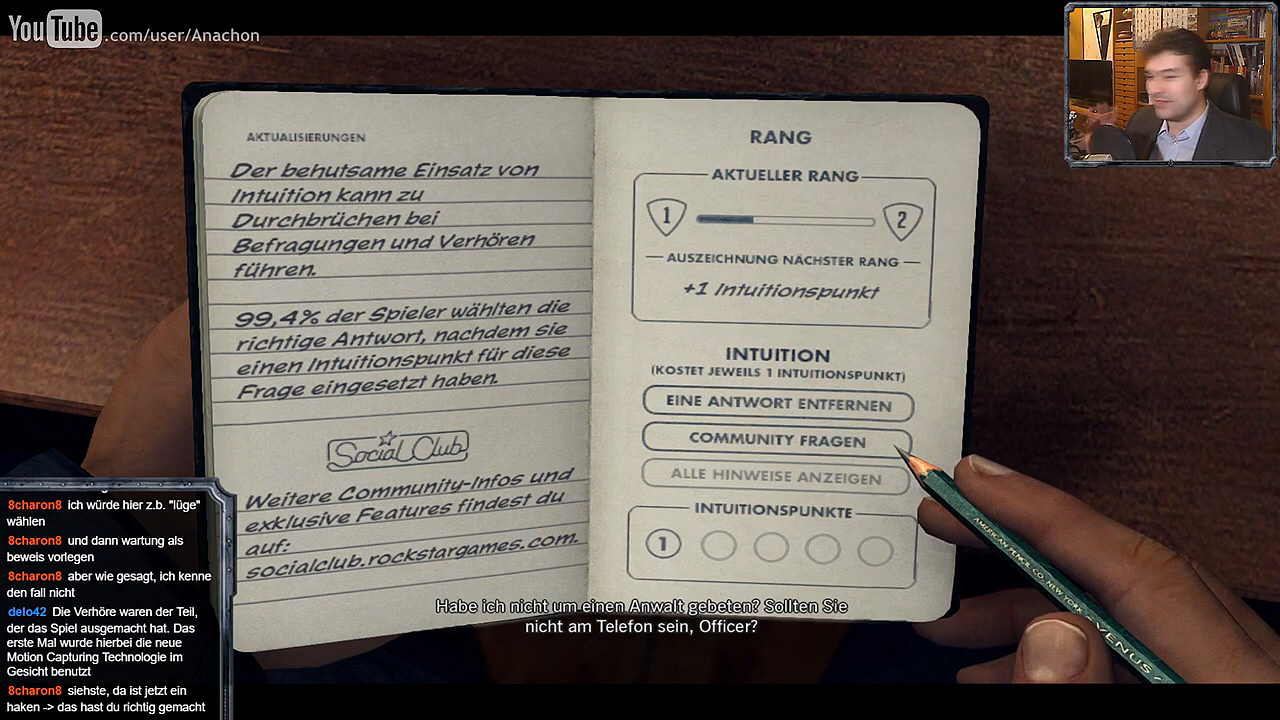 YouTube.com/user/Anachon
AKTUALISIERUNGEN
Der behutsame Einsatz von
Intuition kann zu
Durchbrüchen bei
Befragungen und Verhören
führen.
99,4% der Spieler wählten die
richtige Antwort, nachdem sie
einen Intuitionspunkt für diese
Frage eingesetzt haben.
Social Club
Weitere Community-Infos und
exklusive Features findest du
auf:
socialclub.rockstargames.com.
RANG
AKTUELLER RANG
1 2
AUSZEICHNUNG NÄCHSTER RANG
+1 Intuitionspunkt
INTUITION
(KOSTET JEWEILS 1 INTUITIONSPUNKT)
EINE ANTWORT ENTFERNEN
COMMUNITY FRAGEN
ALLE HINWEISE ANZEIGEN
INTUITIONSPUNKTE
1
AMERICAN PENCIL CO. NEW YORK
VENUS
Habe ich nicht um einen Anwalt gebeten? Sollten Sie
nicht am Telefon sein, Officer?
8charon8 ich würde hier z.b. "lüge"
wählen
8charon8 und dann wartung als
beweis vorlegen
8charon8 aber wie gesagt, ich kenne
den fall nicht
delo42 Die Verhöre waren der Teil,
der das Spiel ausgemacht hat. Das
erste Mal wurde hierbei die neue
Motion Capturing Technologie im
Gesicht benutzt
8charon8 siehste, da ist jetzt ein
haken -> das hast du richtig gemacht